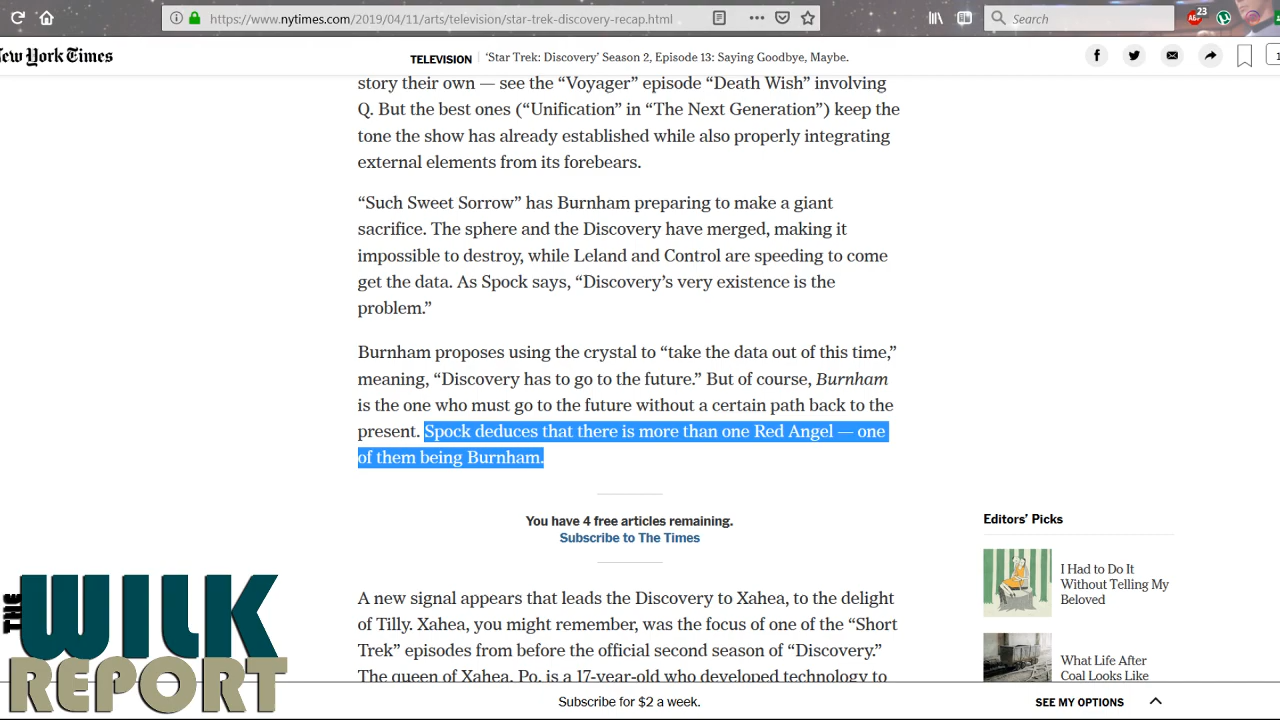 https://www.nytimes.com/2019/04/11/arts/television/star-trek-discovery-recap.html
Search
23
New York Times
TELEVISION | ‘Star Trek: Discovery’ Season 2, Episode 13: Saying Goodbye, Maybe.
story their own — see the “Voyager” episode “Death Wish” involving
Q. But the best ones (“Unification” in “The Next Generation”) keep the
tone the show has already established while also properly integrating
external elements from its forebears.
“Such Sweet Sorrow” has Burnham preparing to make a giant
sacrifice. The sphere and the Discovery have merged, making it
impossible to destroy, while Leland and Control are speeding to come
get the data. As Spock says, “Discovery’s very existence is the
problem.”
Burnham proposes using the crystal to “take the data out of this time,”
meaning, “Discovery has to go to the future.” But of course, Burnham
is the one who must go to the future without a certain path back to the
present. Spock deduces that there is more than one Red Angel — one
of them being Burnham.
You have 4 free articles remaining.
Subscribe to The Times
Editors’ Picks
I Had to Do It
Without Telling My
Beloved
What Life After
Coal Looks Like
A new signal appears that leads the Discovery to Xahea, to the delight
of Tilly. Xahea, you might remember, was the focus of one of the “Short
Trek” episodes from before the official second season of “Discovery.”
The queen of Xahea, Po, is a 17-year-old who developed technology to
THE WILK
REPORT
Subscribe for $2 a week.
SEE MY OPTIONS